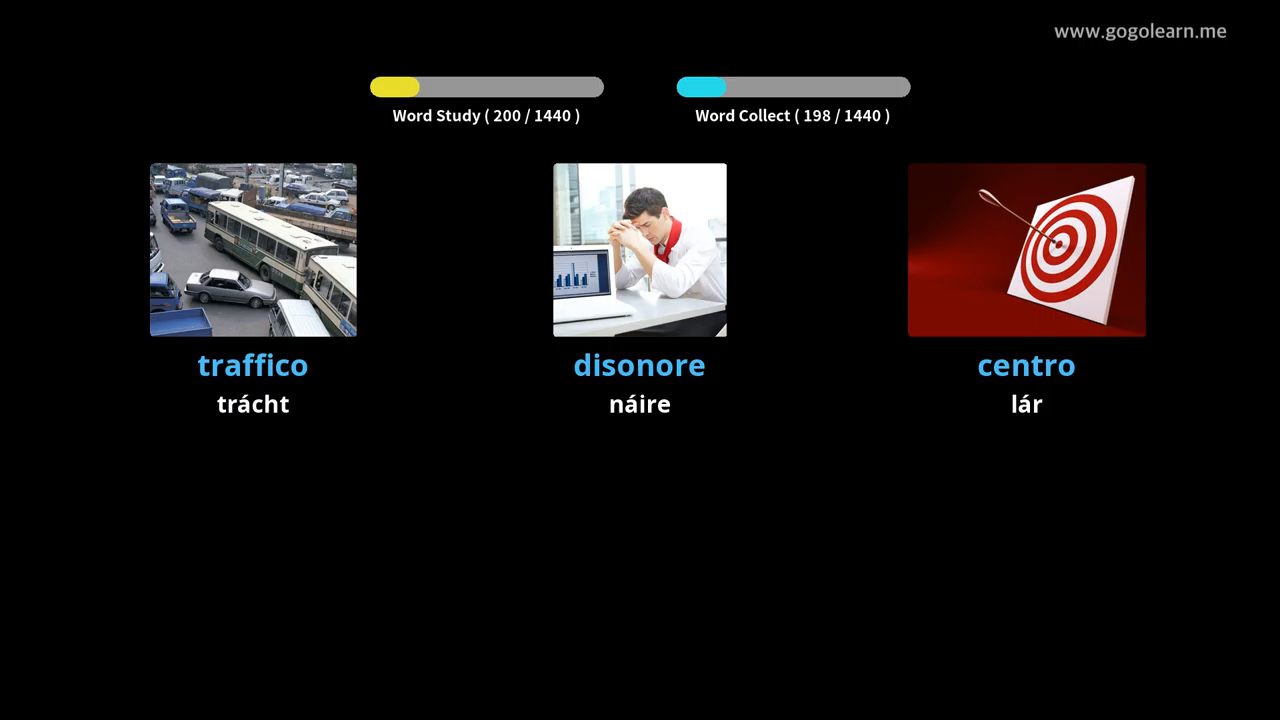 www.gogolearn.me
Word Study ( 200 / 1440 )
Word Collect ( 198 / 1440 )
traffico
trácht
disonore
náire
centro
lár